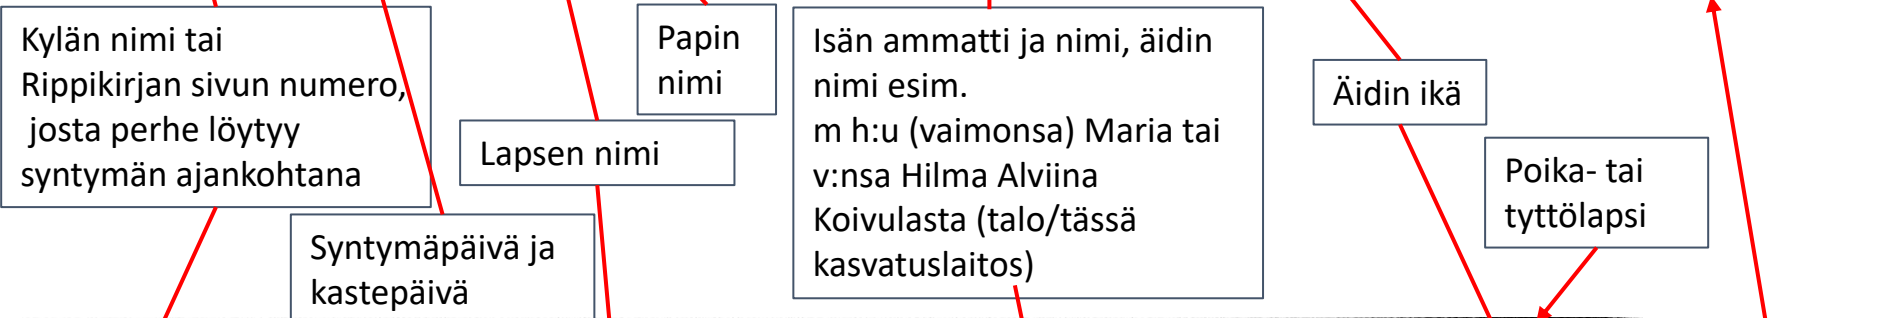 Kylän nimi tai
Rippikirjan sivun numero,
josta perhe löytyy
syntymän ajankohtana
Syntymäpäivä ja
kastepäivä
Lapsen nimi
Papin
nimi
Isän ammatti ja nimi, äidin
nimi esim.
m h:u (vaimonsa) Maria tai
v:nsa Hilma Alviina
Koivulasta (talo/tässä
kasvatuslaitos)
Äidin ikä
Poika- tai
tyttölapsi